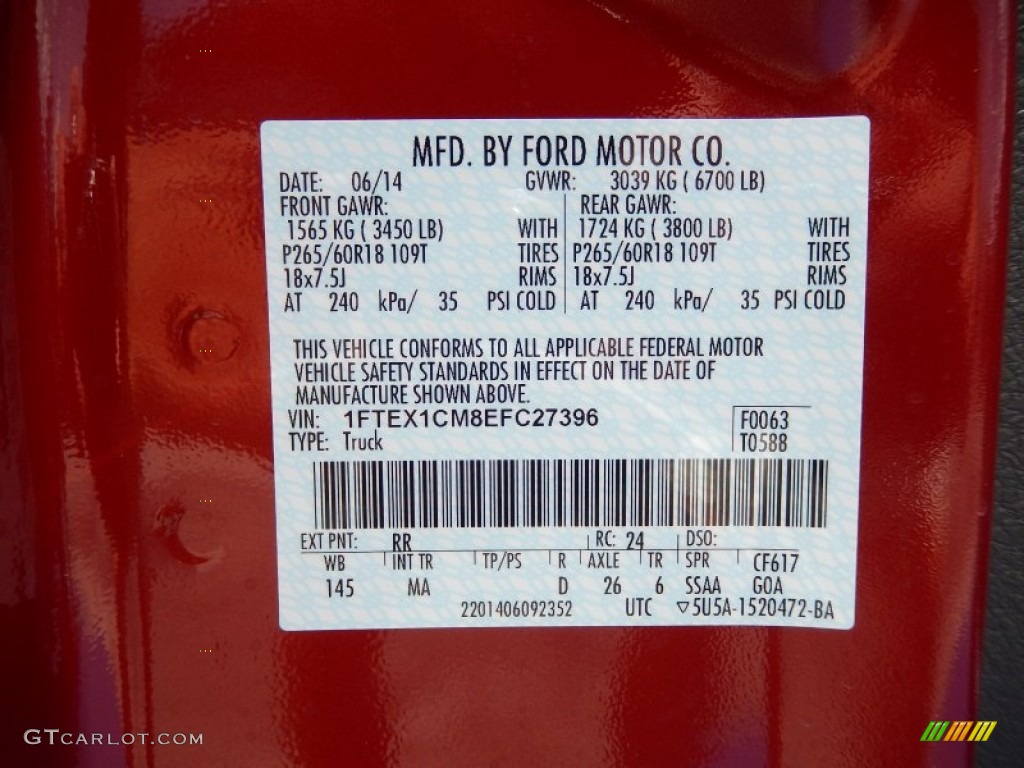 MFD. BY FORD MOTOR CO.
DATE: 06/14 GVWR: 3039 KG ( 6700 LB)
FRONT GAWR: REAR GAWR:
1565 KG ( 3450 LB) WITH 1724 KG ( 3800 LB) WITH
P265/60R18 109T TIRES P265/60R18 109T TIRES
18x7.5J RIMS 18x7.5J RIMS
AT 240 kPa/ 35 PSI COLD AT 240 kPa/ 35 PSI COLD
THIS VEHICLE CONFORMS TO ALL APPLICABLE FEDERAL MOTOR
VEHICLE SAFETY STANDARDS IN EFFECT ON THE DATE OF
MANUFACTURE SHOWN ABOVE.
VIN: 1FTEX1CM8EFC27396 F0063
TYPE: Truck T0588
EXT PNT: RR RC: 24 DSO:
WB INT TR TP/PS R AXLE TR SPR CF617
145 MA D 26 6 SSAA GOA
2201406092352 UTC ▽5U5A-1520472-BA
GTCARLOT.COM